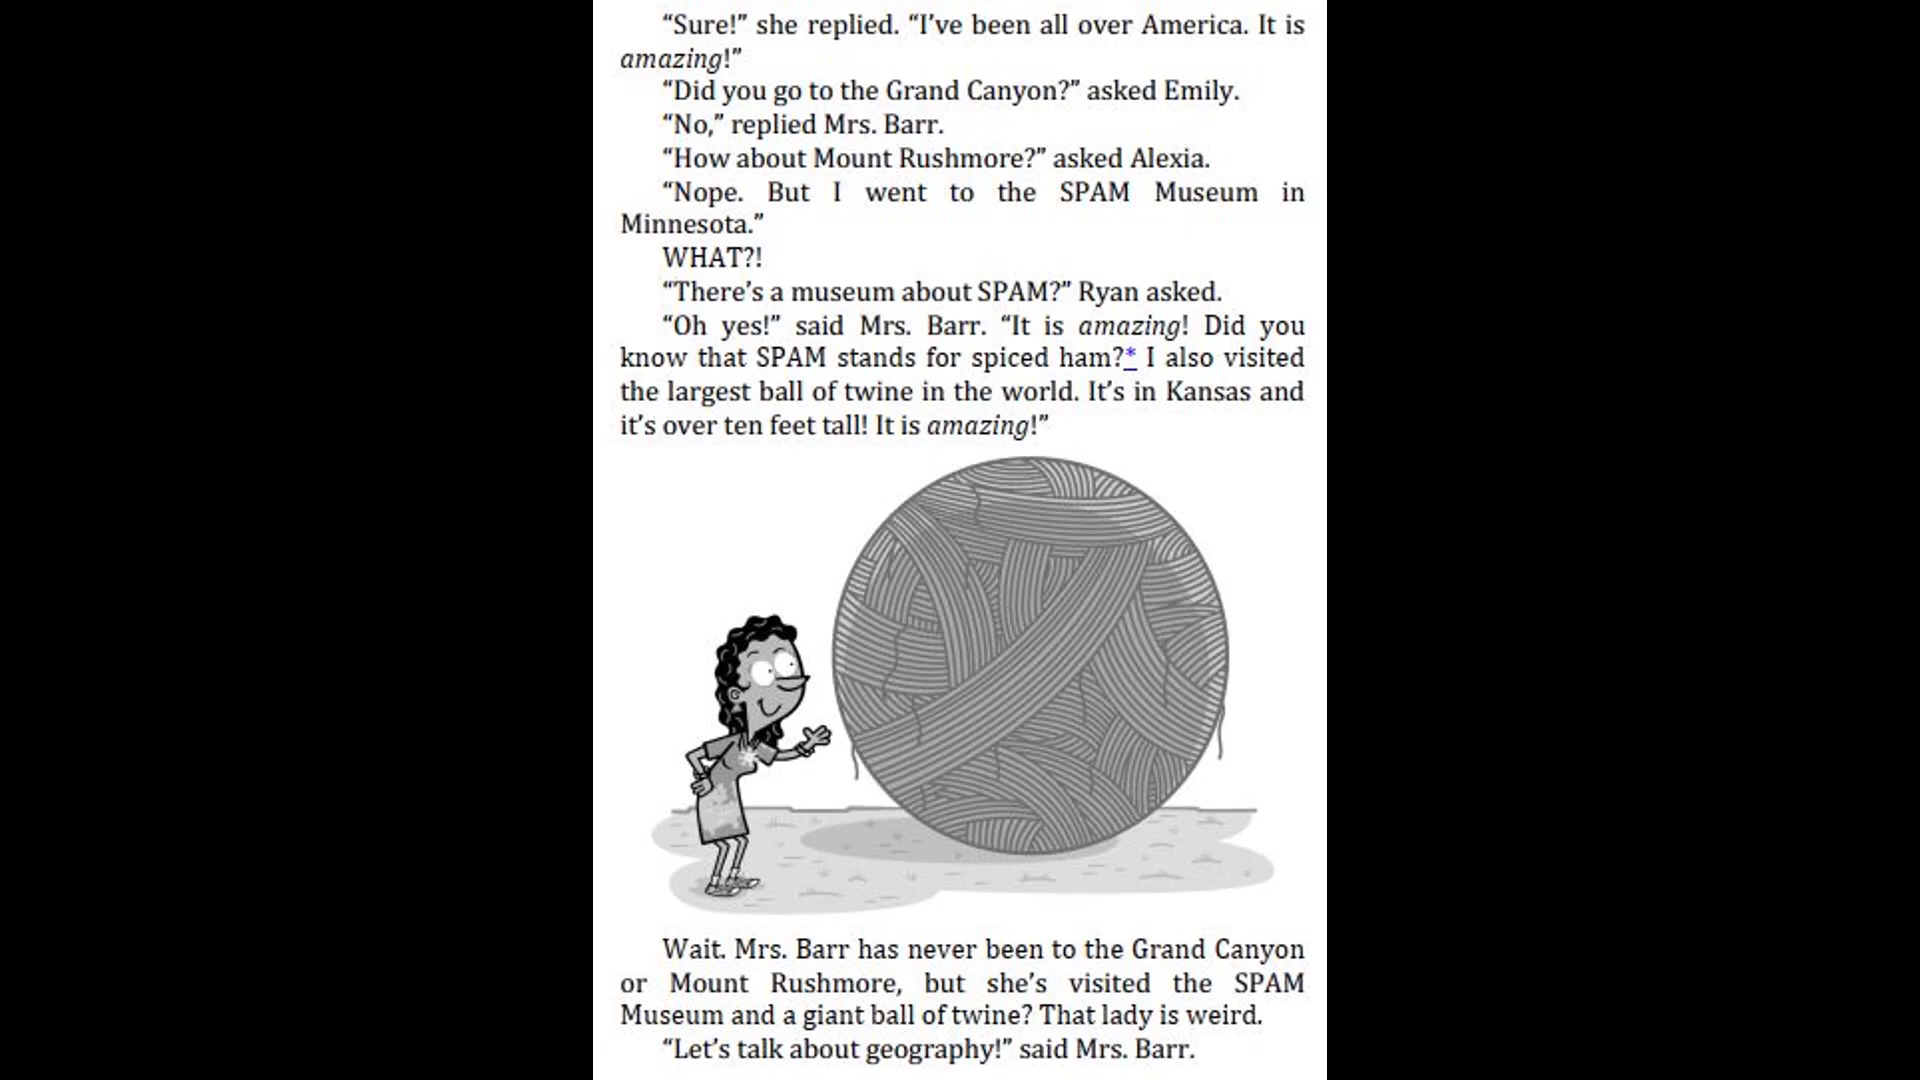 “Sure!” she replied. “I’ve been all over America. It is
amazing!”
“Did you go to the Grand Canyon?” asked Emily.
“No,” replied Mrs. Barr.
“How about Mount Rushmore?” asked Alexia.
“Nope. But I went to the SPAM Museum in
Minnesota.”
WHAT?!
“There’s a museum about SPAM?” Ryan asked.
“Oh yes!” said Mrs. Barr. “It is amazing! Did you
know that SPAM stands for spiced ham?* I also visited
the largest ball of twine in the world. It’s in Kansas and
it’s over ten feet tall! It is amazing!”
Wait. Mrs. Barr has never been to the Grand Canyon
or Mount Rushmore, but she’s visited the SPAM
Museum and a giant ball of twine? That lady is weird.
“Let’s talk about geography!” said Mrs. Barr.